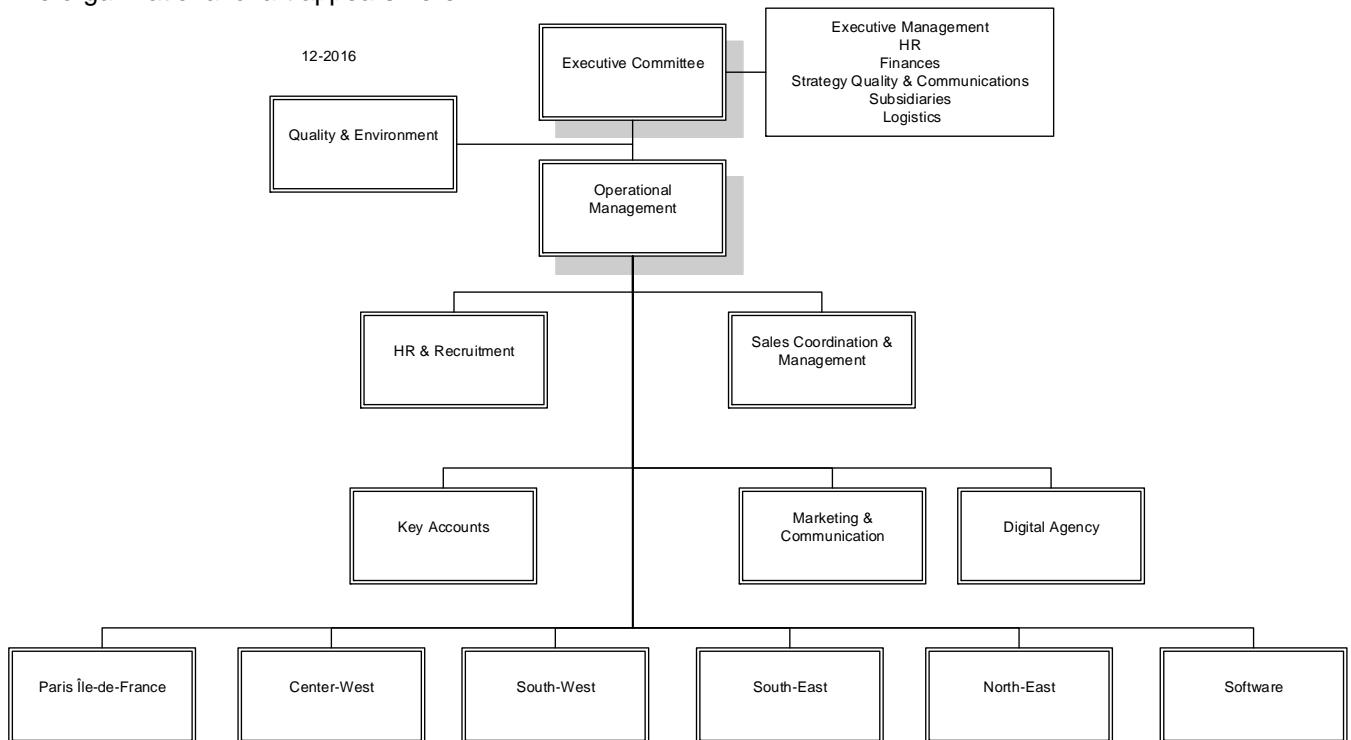 12-2016
Executive Committee
Executive Management
HR
Finances
Strategy Quality & Communications
Subsidiaries
Logistics
Quality & Environment
Operational
Management
HR & Recruitment
Sales Coordination &
Management
Key Accounts
Marketing &
Communication
Digital Agency
Paris Île-de-France
Center-West
South-West
South-East
North-East
Software